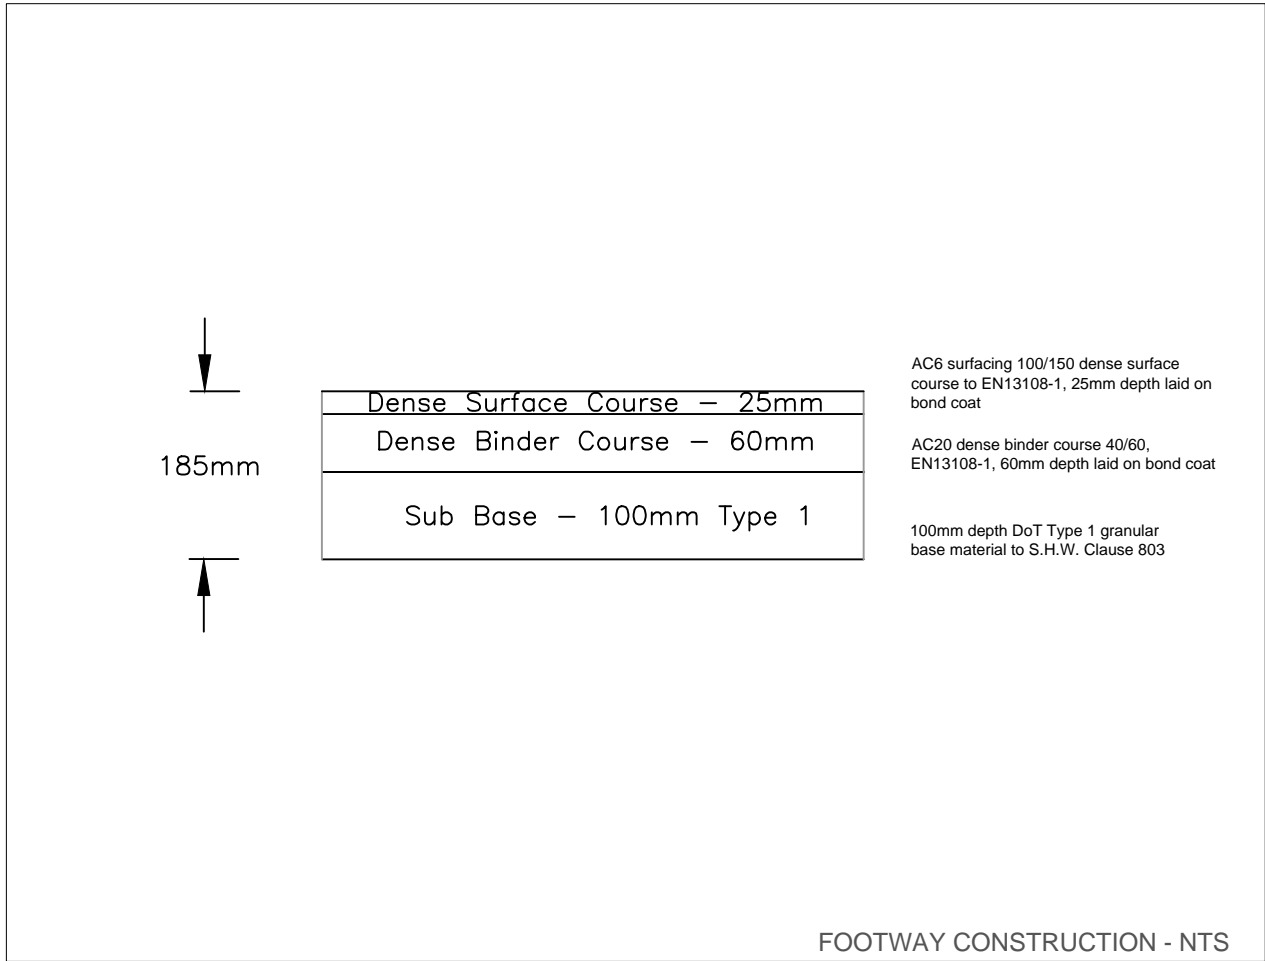 AC6 surfacing 100/150 dense surface
course to EN13108-1, 25mm depth laid on
bond coat
Dense Surface Course – 25mm
Dense Binder Course – 60mm
AC20 dense binder course 40/60,
EN13108-1, 60mm depth laid on bond coat
185mm
Sub Base – 100mm Type 1
100mm depth DoT Type 1 granular
base material to S.H.W. Clause 803
FOOTWAY CONSTRUCTION - NTS